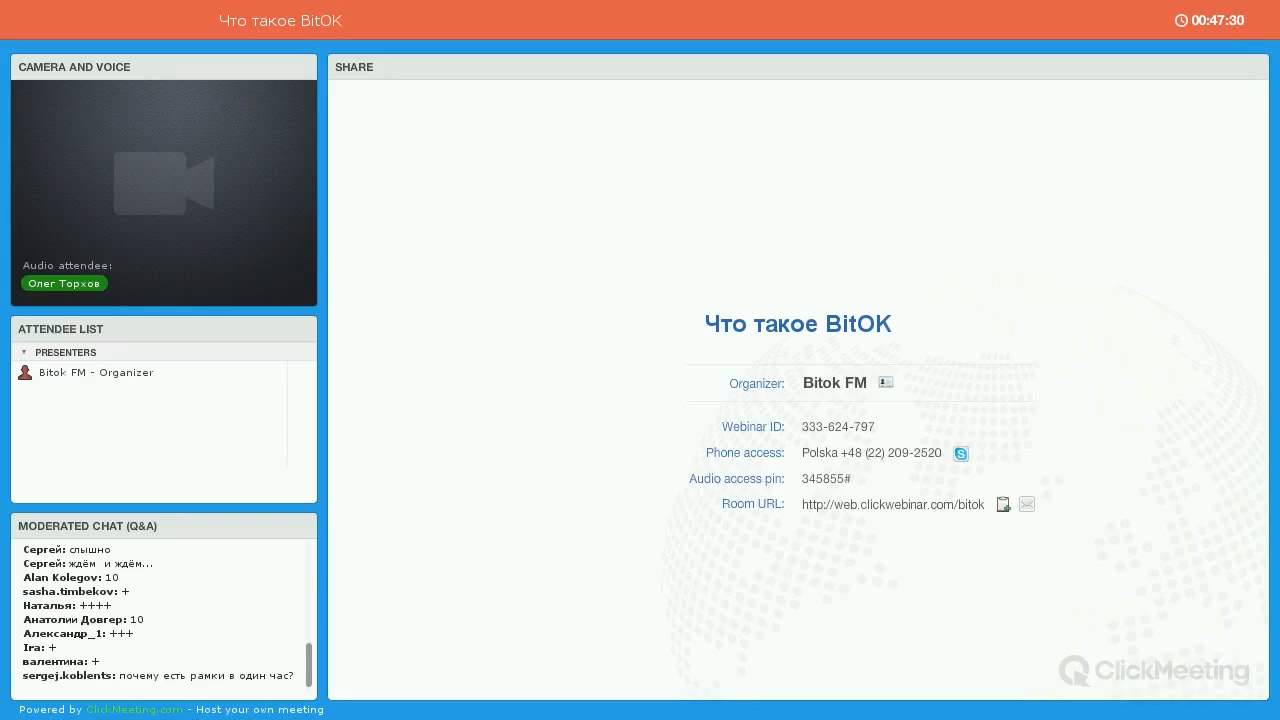 Что такое BitOK
00:47:30
CAMERA AND VOICE
Audio attendee:
Олег Торхов
ATTENDEE LIST
PRESENTERS
Bitok FM - Organizer
MODERATED CHAT (Q&A)
Сергей: слышно
Сергей: ждём и ждём...
Alan Kolegov: 10
sasha.timbekov: +
Наталья: ++++
Анатолии Довгер: 10
Александр_1: +++
Ira: +
валентина: +
sergej.koblents: почему есть рамки в один час?
SHARE
Что такое BitOK
Organizer: Bitok FM
Webinar ID: 333-624-797
Phone access: Polska +48 (22) 209-2520
Audio access pin: 345855#
Room URL: http://web.clickwebinar.com/bitok
ClickMeeting
Powered by ClickMeeting.com - Host your own meeting